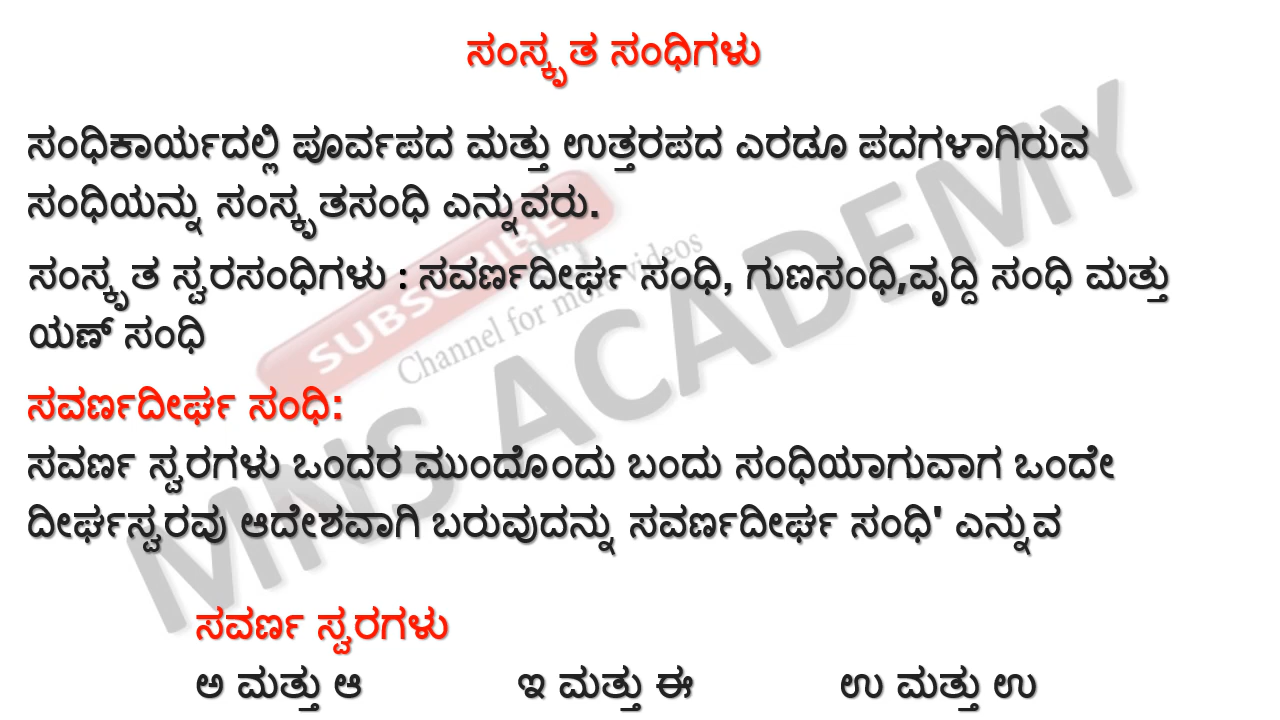 ಸಂಸ್ಕೃತ ಸಂಧಿಗಳು
ಸಂಧಿಕಾರ್ಯದಲ್ಲಿ ಪೂರ್ವಪದ ಮತ್ತು ಉತ್ತರಪದ ಎರಡೂ ಪದಗಳಾಗಿರುವ
ಸಂಧಿಯನ್ನು ಸಂಸ್ಕೃತಸಂಧಿ ಎನ್ನುವರು.
ಸಂಸ್ಕೃತ ಸ್ವರಸಂಧಿಗಳು : ಸವರ್ಣದೀರ್ಘ ಸಂಧಿ, ಗುಣಸಂಧಿ,ವೃದ್ದಿ ಸಂಧಿ ಮತ್ತು
ಯಣ್ ಸಂಧಿ
ಸವರ್ಣದೀರ್ಘ ಸಂಧಿ:
ಸವರ್ಣ ಸ್ವರಗಳು ಒಂದರ ಮುಂದೊಂದು ಬಂದು ಸಂಧಿಯಾಗುವಾಗ ಒಂದೇ
ದೀರ್ಘಸ್ವರವು ಆದೇಶವಾಗಿ ಬರುವುದನ್ನು ಸವರ್ಣದೀರ್ಘ ಸಂಧಿ' ಎನ್ನುವ
ಸವರ್ಣ ಸ್ವರಗಳು
ಅ ಮತ್ತು ಆ ಇ ಮತ್ತು ಈ ಉ ಮತ್ತು ಉ
SUBSCRIBE
Channel for more videos
MNS ACADEMY